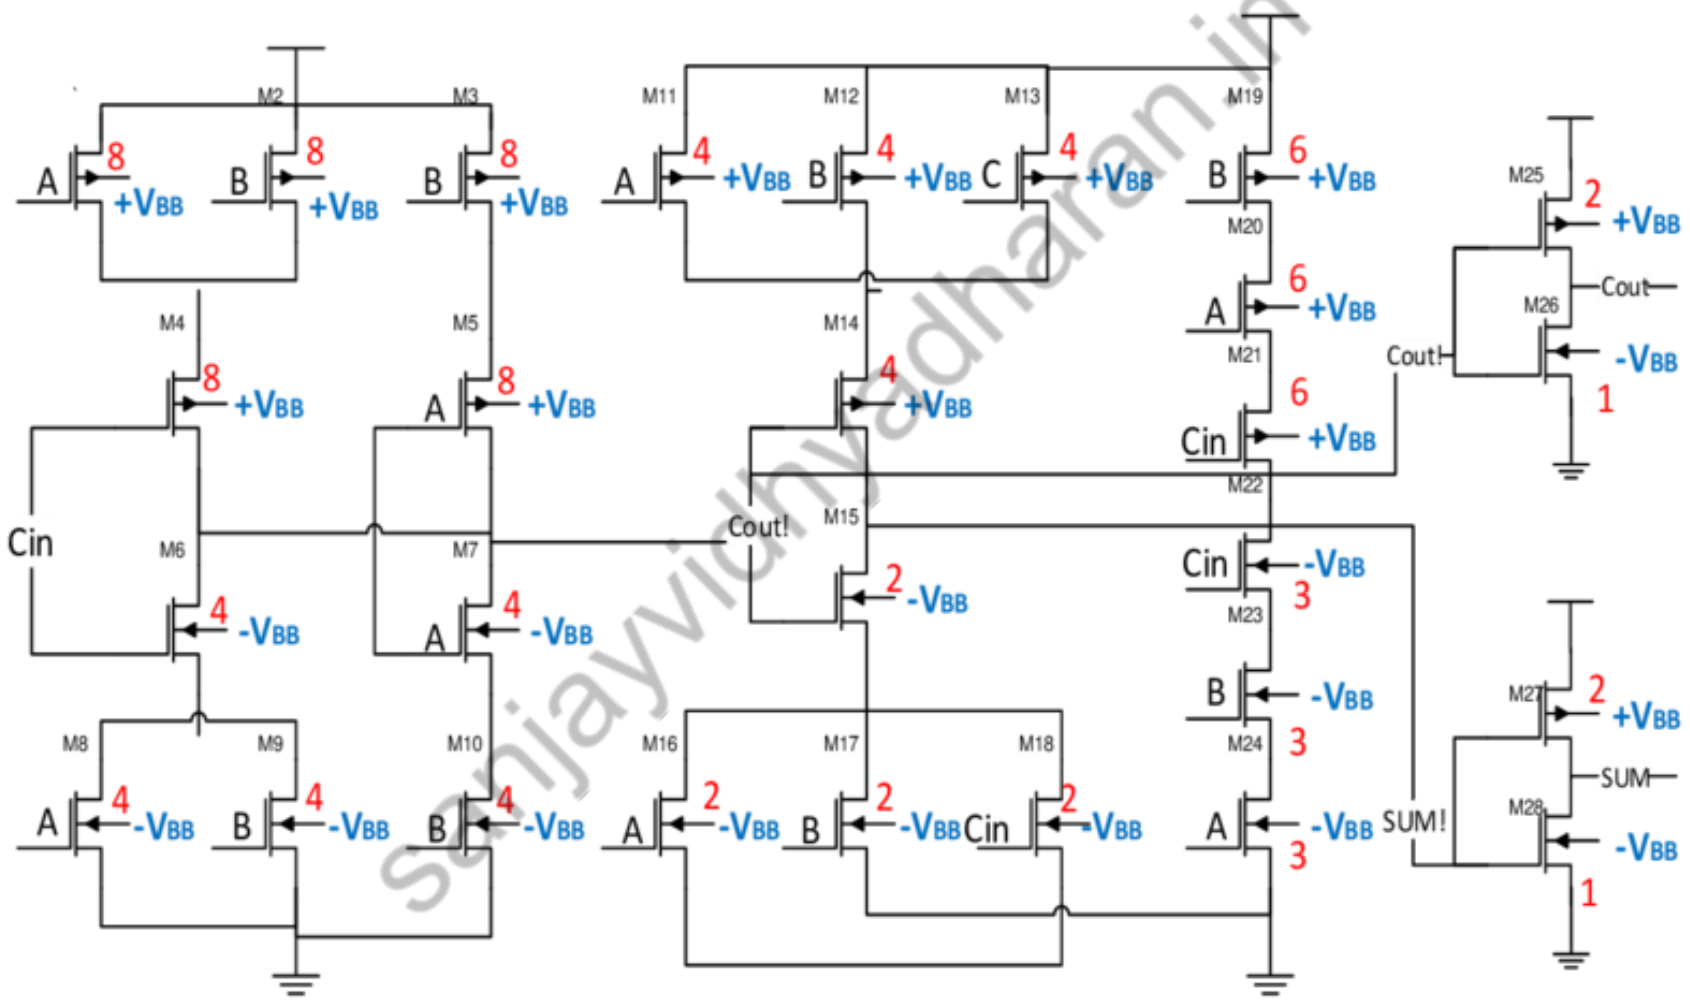 M2 M3 M11 M12 M13 M19
A 8 +VBB B 8 +VBB B 8 +VBB A 4 +VBB B 4 +VBB C 4 +VBB B 6 +VBB
M25 2 +VBB
M20
A 6 +VBB
Cout
M26
M4 M5 M14
M21
Cout! -VBB
1
8 +VBB A 8 +VBB 4 +VBB
Cin 6 +VBB
M22
Cin M6 M7 Cout! M15
Cin -VBB
3
M23
4 -VBB A 4 -VBB 2 -VBB
B -VBB
3
M27 2 +VBB
M8 M9 M10 M16 M17 M18 M24
SUM
M28
A 4 -VBB B 4 -VBB B 4 -VBB A 2 -VBB B 2 -VBB Cin 2 -VBB A -VBB
3
SUM! -VBB
1
sanjayvidhyadharan.in